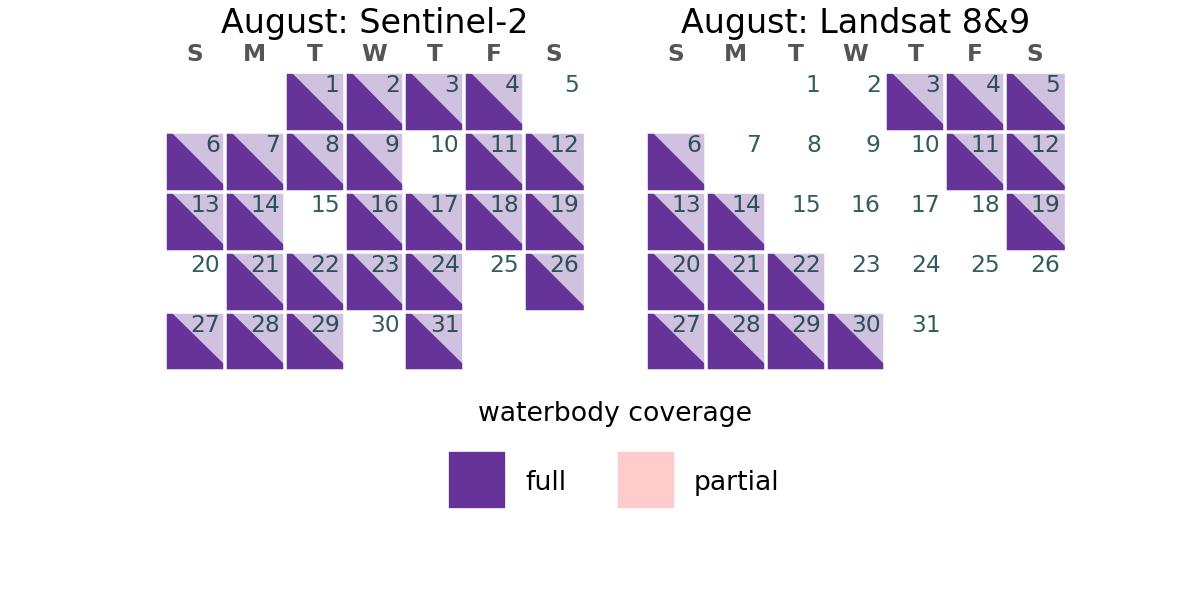 August: Sentinel-2
S M T W T F S
1 2 3 4 5
6 7 8 9 10 11 12
13 14 15 16 17 18 19
20 21 22 23 24 25 26
27 28 29 30 31
August: Landsat 8&9
S M T W T F S
1 2 3 4 5
6 7 8 9 10 11 12
13 14 15 16 17 18 19
20 21 22 23 24 25 26
27 28 29 30 31
waterbody coverage
full partial